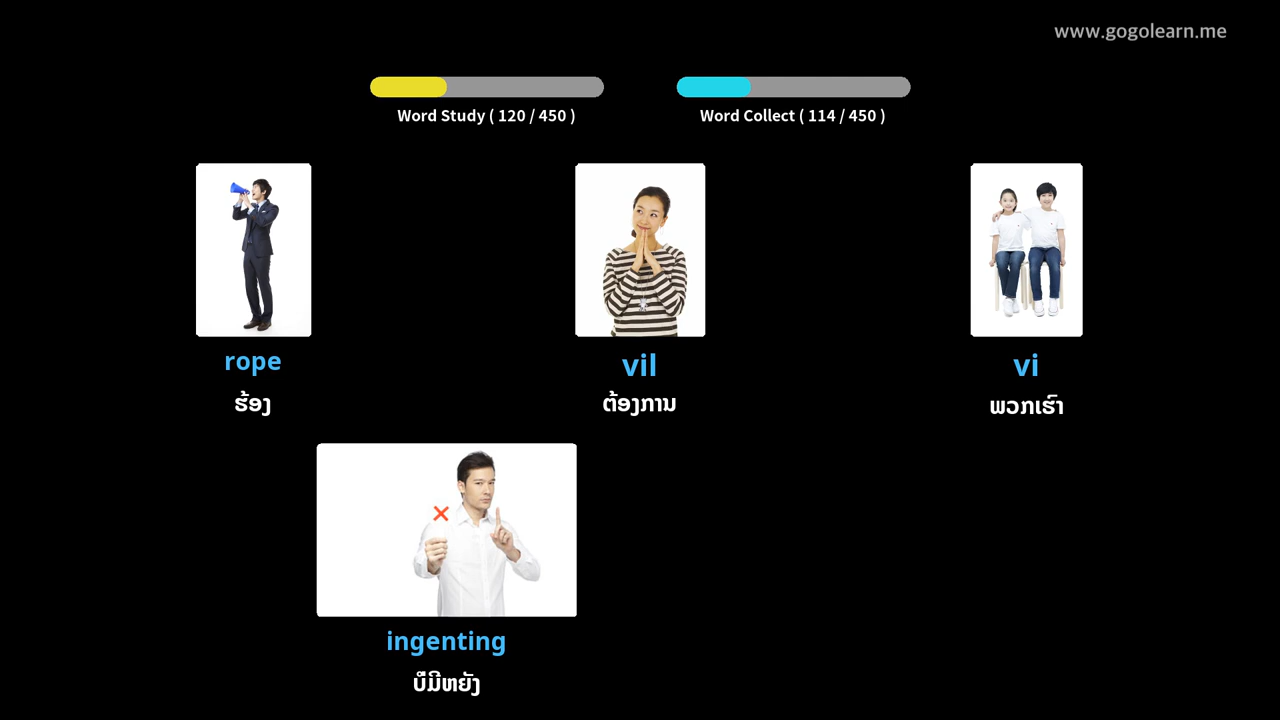 www.gogolearn.me
Word Study ( 120 / 450 )
Word Collect ( 114 / 450 )
rope
vil
vi
ຮ້ອງ
ຕ້ອງການ
ພວກເຮົາ
ingenting
ບໍ່ມີຫຍັງ